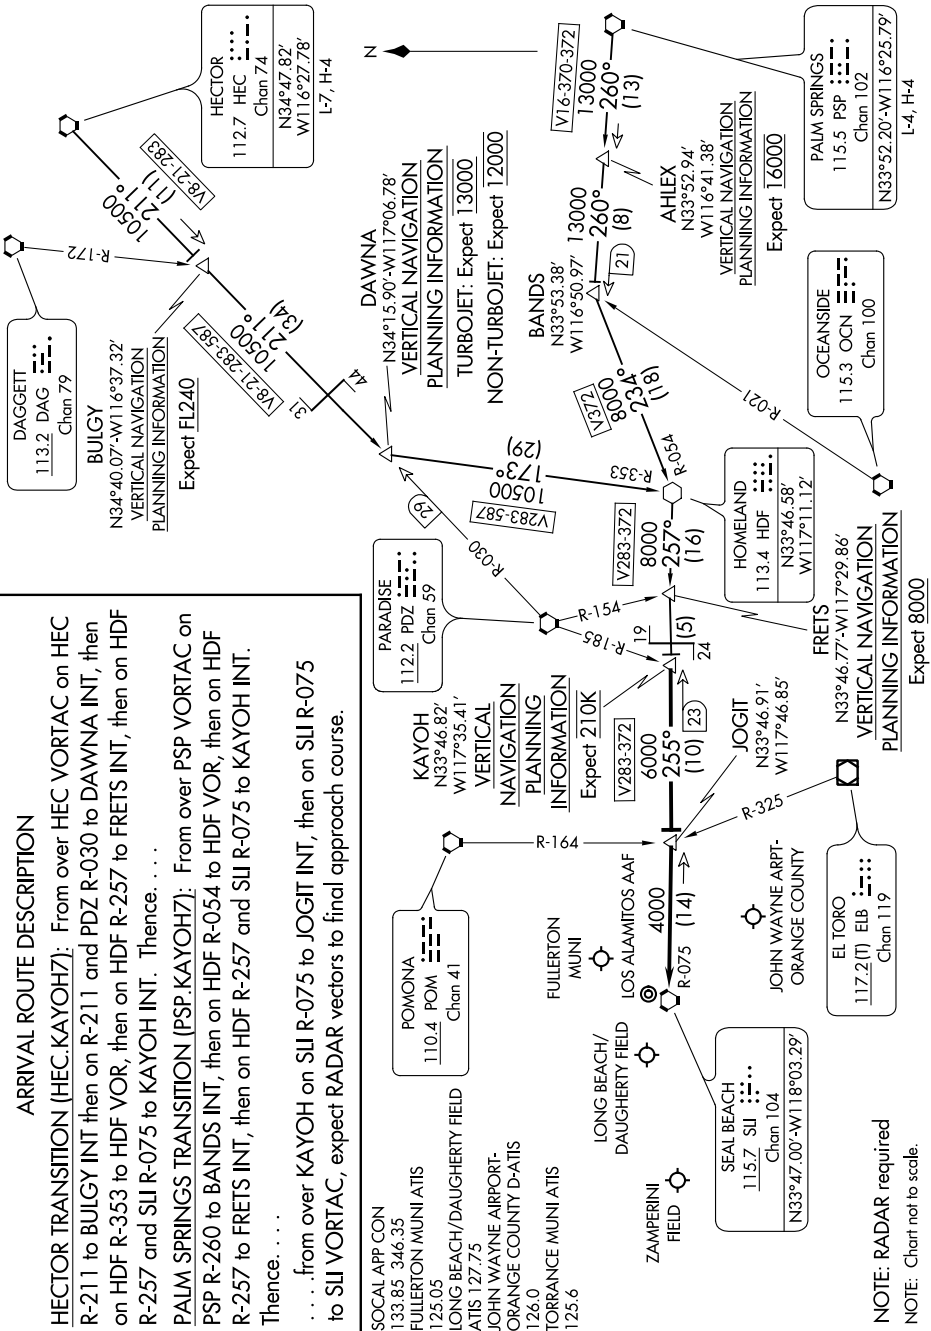 ARRIVAL ROUTE DESCRIPTION
HECTOR TRANSITION (HEC.KAYOH7): From over HEC VORTAC on HEC
R-211 to BULGY INT then on R-211 and PDZ R-030 to DAWNA INT, then
on HDF R-353 to HDF VOR, then on HDF R-257 to FRETS INT, then on HDF
R-257 and SLI R-075 to KAYOH INT. Thence. . . .
PALM SPRINGS TRANSITION (PSP.KAYOH7): From over PSP VORTAC on
PSP R-260 to BANDS INT, then on HDF R-054 to HDF VOR, then on HDF
R-257 to FRETS INT, then on HDF R-257 and SLI R-075 to KAYOH INT.
Thence. . . .
. . . .from over KAYOH on SLI R-075 to JOGIT INT, then on SLI R-075
to SLI VORTAC, expect RADAR vectors to final approach course.
SOCAL APP CON
133.85 346.35
FULLERTON MUNI ATIS
125.05
LONG BEACH/DAUGHERTY FIELD
ATIS 127.75
JOHN WAYNE AIRPORT-
ORANGE COUNTY D-ATIS
126.0
TORRANCE MUNI ATIS
125.6
DAGGETT
113.2 DAG
Chan 79
R-172
HECTOR
112.7 HEC
Chan 74
N34°47.82'
W116°27.78'
L-7, H-4
V8-21-283
10500
211°
(11)
BULGY
N34°40.07'-W116°37.32'
VERTICAL NAVIGATION
PLANNING INFORMATION
Expect FL240
10500
211°
(34)
V8-21-283-587
31
44
N
DAWNA
N34°15.90'-W117°06.78'
VERTICAL NAVIGATION
PLANNING INFORMATION
TURBOJET: Expect 13000
NON-TURBOJET: Expect 12000
V283-587
10500
173°
(29)
R-353
29
R-030
PARADISE
112.2 PDZ
Chan 59
R-154
R-185
V16-370-372
13000
260°
(13)
PALM SPRINGS
115.5 PSP
Chan 102
N33°52.20'-W116°25.79'
L-4, H-4
AHLEX
N33°52.94'
W116°41.38'
VERTICAL NAVIGATION
PLANNING INFORMATION
Expect 16000
13000
260°
(8)
21
BANDS
N33°53.38'
W116°50.97'
V372
8000
234°
(18)
R-054
R-021
OCEANSIDE
115.3 OCN
Chan 100
HOMELAND
113.4 HDF
N33°46.58'
W117°11.12'
V283-372
8000
257°
(16)
FRETS
N33°46.77'-W117°29.86'
VERTICAL NAVIGATION
PLANNING INFORMATION
Expect 8000
19
24
(5)
KAYOH
N33°46.82'
W117°35.41'
VERTICAL
NAVIGATION
PLANNING
INFORMATION
Expect 210K
V283-372
6000
255°
(10)
23
JOGIT
N33°46.91'
W117°46.85'
R-325
EL TORO
117.2(T) ELB
Chan 119
R-164
POMONA
110.4 POM
Chan 41
4000
(14)
R-075
FULLERTON
MUNI
LOS ALAMITOS AAF
JOHN WAYNE ARPT-
ORANGE COUNTY
LONG BEACH/
DAUGHERTY FIELD
ZAMPERINI
FIELD
SEAL BEACH
115.7 SLI
Chan 104
N33°47.00'-W118°03.29'
NOTE: RADAR required
NOTE: Chart not to scale.